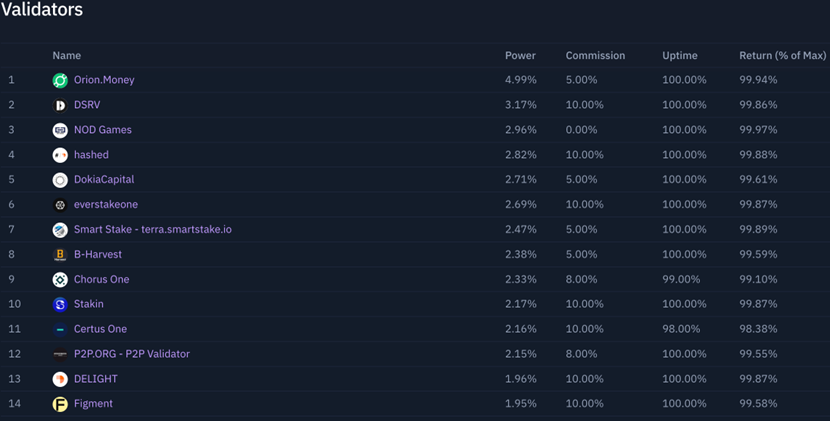 Validators
Name Power Commission Uptime Return (% of Max)
1 Orion.Money 4.99% 5.00% 100.00% 99.94%
2 DSRV 3.17% 10.00% 100.00% 99.86%
3 NOD Games 2.96% 0.00% 100.00% 99.97%
4 hashed 2.82% 10.00% 100.00% 99.88%
5 DokiaCapital 2.71% 5.00% 100.00% 99.61%
6 everstakeone 2.69% 10.00% 100.00% 99.87%
7 Smart Stake - terra.smartstake.io 2.47% 5.00% 100.00% 99.89%
8 B-Harvest 2.38% 5.00% 100.00% 99.59%
9 Chorus One 2.33% 8.00% 99.00% 99.10%
10 Stakin 2.17% 10.00% 100.00% 99.87%
11 Certus One 2.16% 10.00% 98.00% 98.38%
12 P2P.ORG - P2P Validator 2.15% 8.00% 100.00% 99.55%
13 DELIGHT 1.96% 10.00% 100.00% 99.87%
14 Figment 1.95% 10.00% 100.00% 99.58%